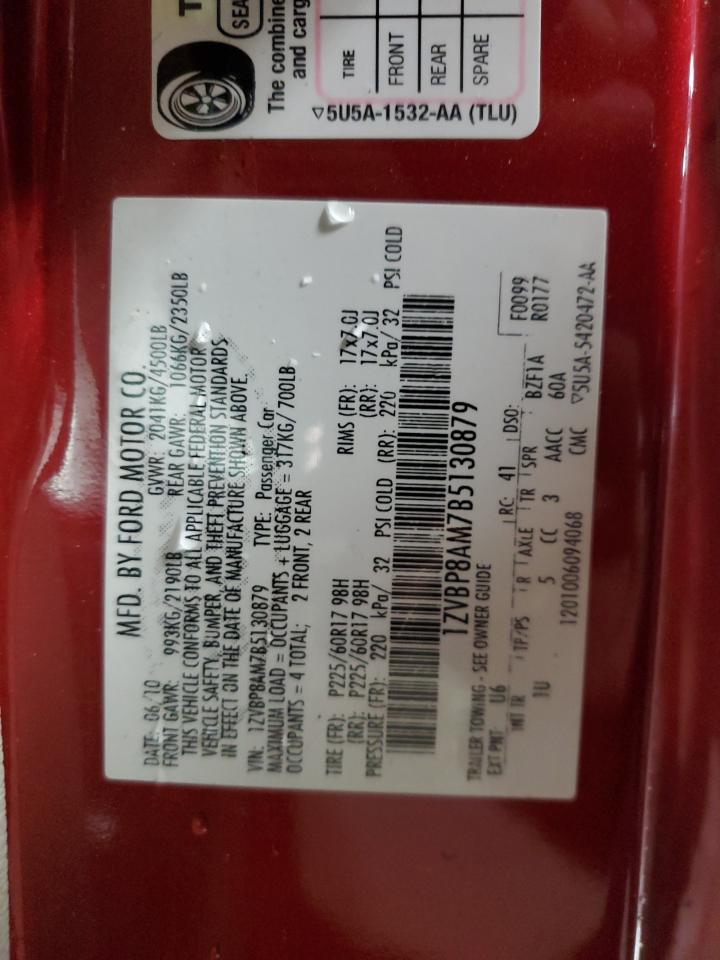 SEA
The combine
and carg
TIRE
FRONT
REAR
SPARE
▽5U5A-1532-AA (TLU)
MFD. BY FORD MOTOR CO.
DATE: 06/10 GVWR: 2041KG/4500LB
FRONT GAWR: 993KG/2190LB REAR GAWR: 1066KG/2350LB
THIS VEHICLE CONFORMS TO ALL APPLICABLE FEDERAL MOTOR
VEHICLE SAFETY, BUMPER, AND THEFT PREVENTION STANDARDS
IN EFFECT ON THE DATE OF MANUFACTURE SHOWN ABOVE.
VIN: 1ZVBP8AM7B5130879 TYPE: Passenger Car
MAXIMUM LOAD = OCCUPANTS + LUGGAGE = 317KG/700LB
OCCUPANTS = 4 TOTAL; 2 FRONT, 2 REAR
TIRE (FR): P225/60R17 98H RIMS (FR): 17x7.0J
(RR): P225/60R17 98H (RR): 17x7.0J
PRESSURE (FR): 220 kPa/ 32 PSI COLD (RR): 220 kPa/ 32 PSI COLD
1ZVBP8AM7B5130879
TRAILER TOWING - SEE OWNER GUIDE
EXT PNT: U6 RC: 41 DSO: F0099
INT TR TP/PS R AXLE TR SPR R0177
1U 5 CC 3 AACC BZF1A
CMC 60A
1201006094068 ▽5U5A-5420472-AA